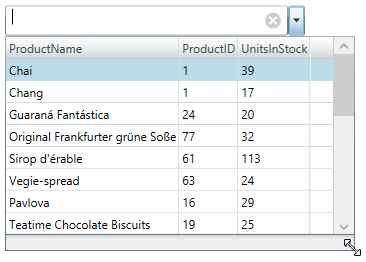 ProductName ProductID UnitsInStock
Chai 1 39
Chang 1 17
Guaraná Fantástica 24 20
Original Frankfurter grüne Soße 77 32
Sirop d'érable 61 113
Vegie-spread 63 24
Pavlova 16 29
Teatime Chocolate Biscuits 19 25